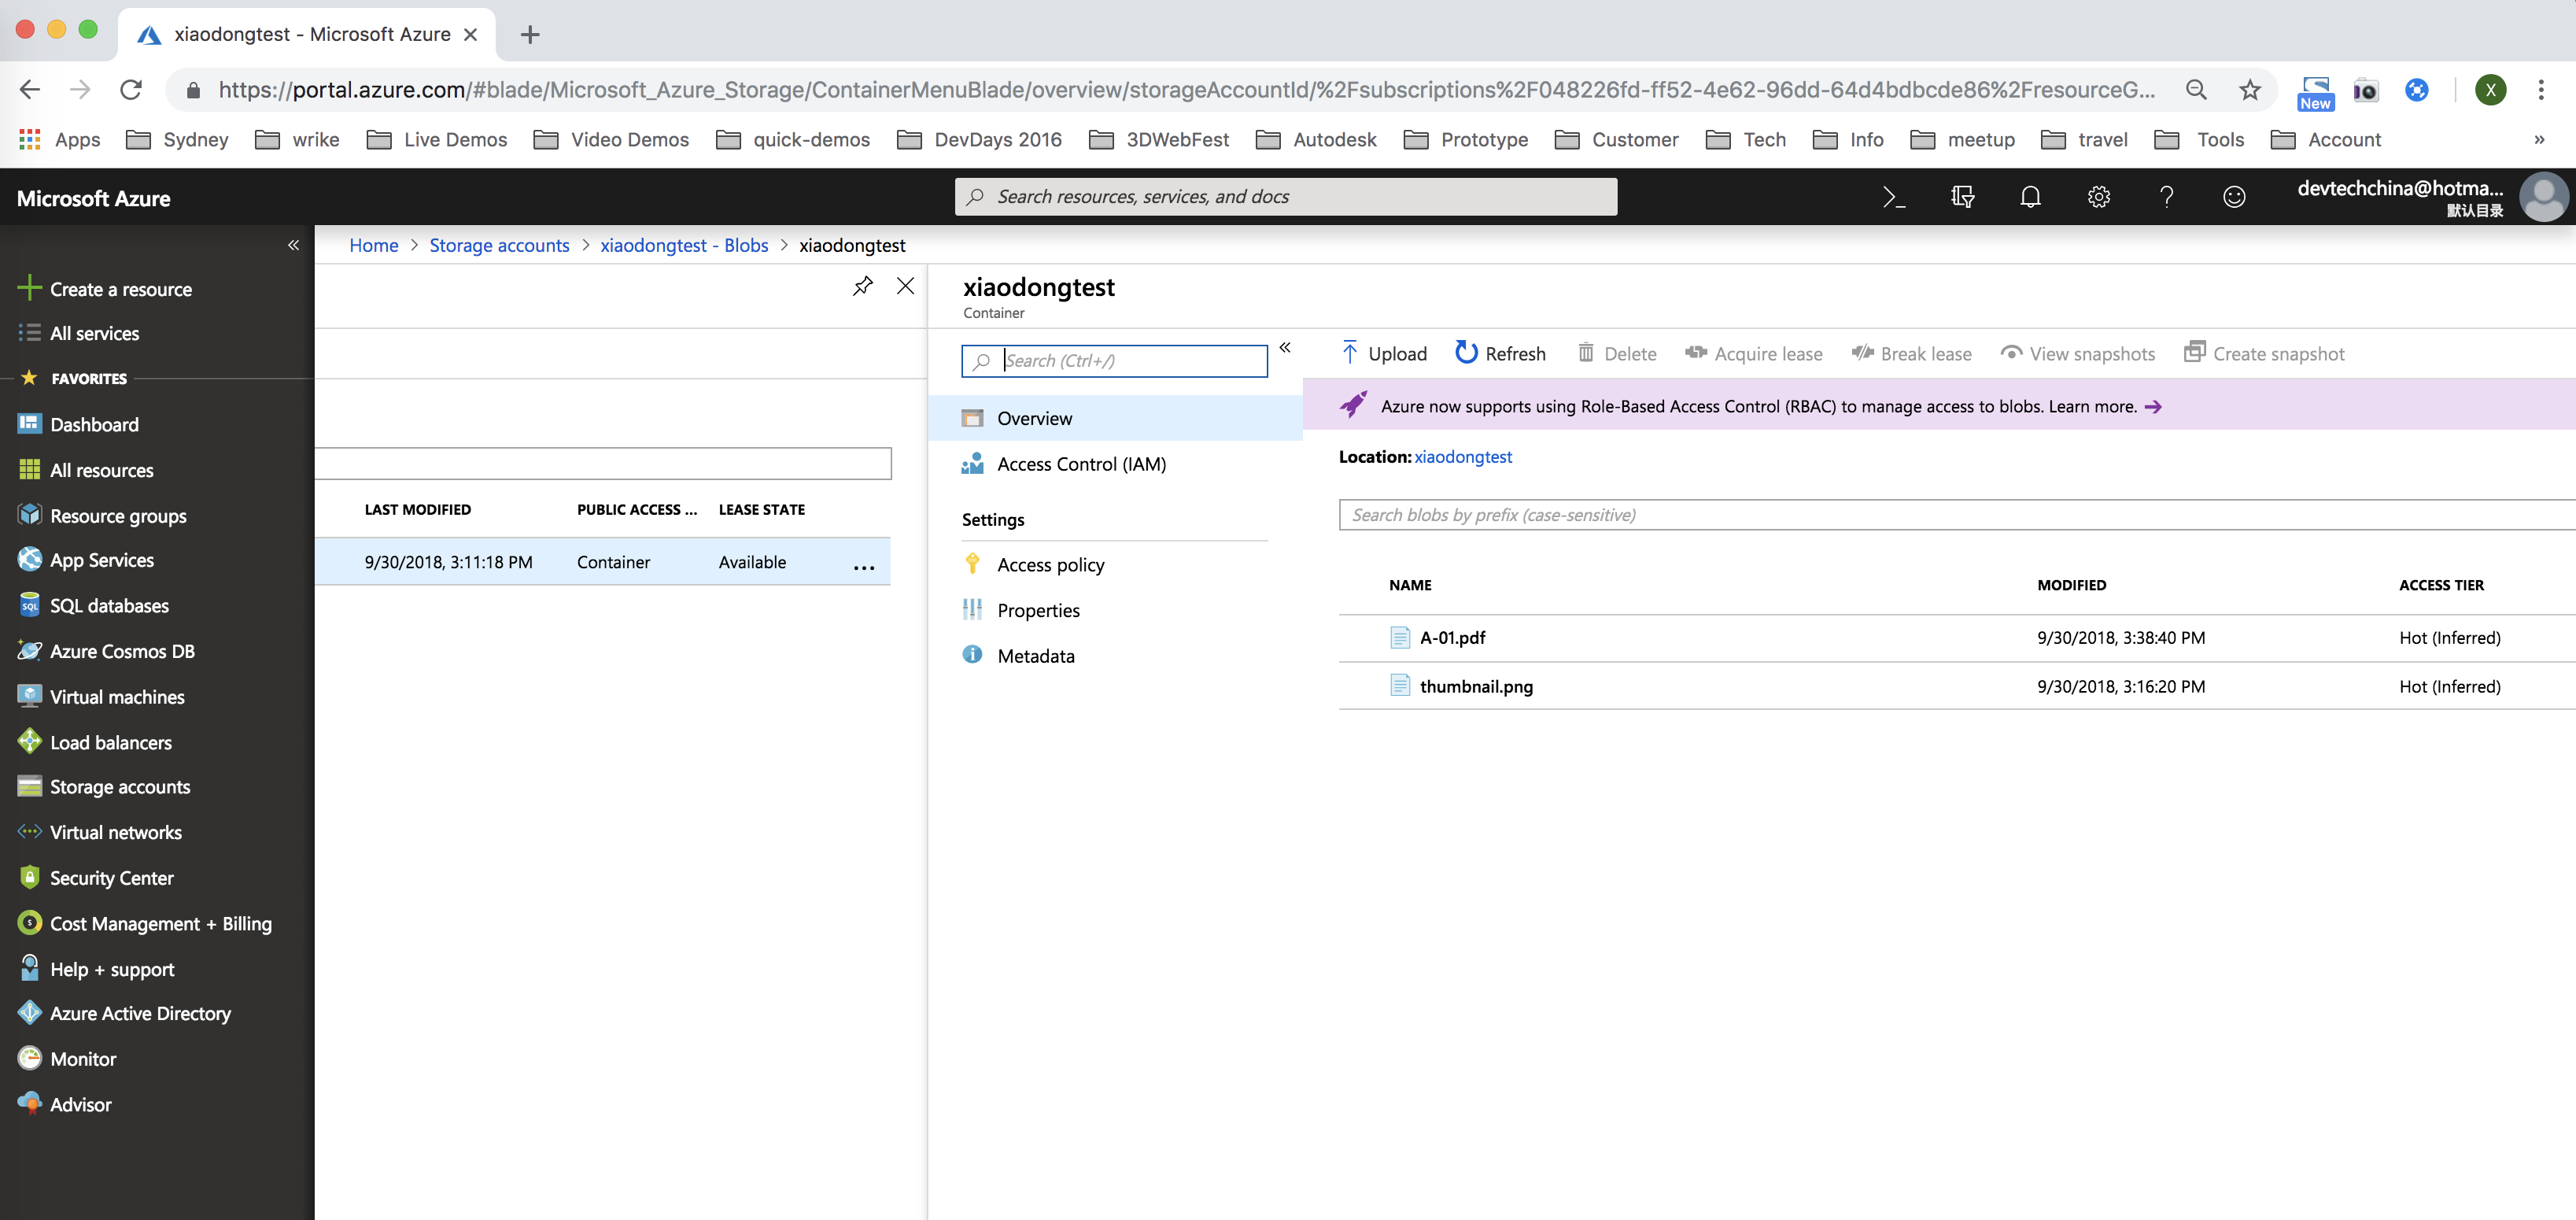 xiaodongtest - Microsoft Azure
https://portal.azure.com/#blade/Microsoft_Azure_Storage/ContainerMenuBlade/overview/storageAccountId/%2Fsubscriptions%2F048226fd-ff52-4e62-96dd-64d4bdbcde86%2FresourceG...
New
X
Apps Sydney wrike Live Demos Video Demos quick-demos DevDays 2016 3DWebFest Autodesk Prototype Customer Tech Info meetup travel Tools Account »
Microsoft Azure
Search resources, services, and docs
devtechchina@hotma...
默认目录
Home > Storage accounts > xiaodongtest - Blobs > xiaodongtest
Create a resource
All services
FAVORITES
Dashboard
All resources
Resource groups
App Services
SQL databases
Azure Cosmos DB
Virtual machines
Load balancers
Storage accounts
Virtual networks
Security Center
Cost Management + Billing
Help + support
Azure Active Directory
Monitor
Advisor
LAST MODIFIED PUBLIC ACCESS ... LEASE STATE
9/30/2018, 3:11:18 PM Container Available ...
xiaodongtest
Container
Search (Ctrl+/)
Overview
Access Control (IAM)
Settings
Access policy
Properties
Metadata
Upload Refresh Delete Acquire lease Break lease View snapshots Create snapshot
Azure now supports using Role-Based Access Control (RBAC) to manage access to blobs. Learn more. →
Location: xiaodongtest
Search blobs by prefix (case-sensitive)
NAME MODIFIED ACCESS TIER
A-01.pdf 9/30/2018, 3:38:40 PM Hot (Inferred)
thumbnail.png 9/30/2018, 3:16:20 PM Hot (Inferred)